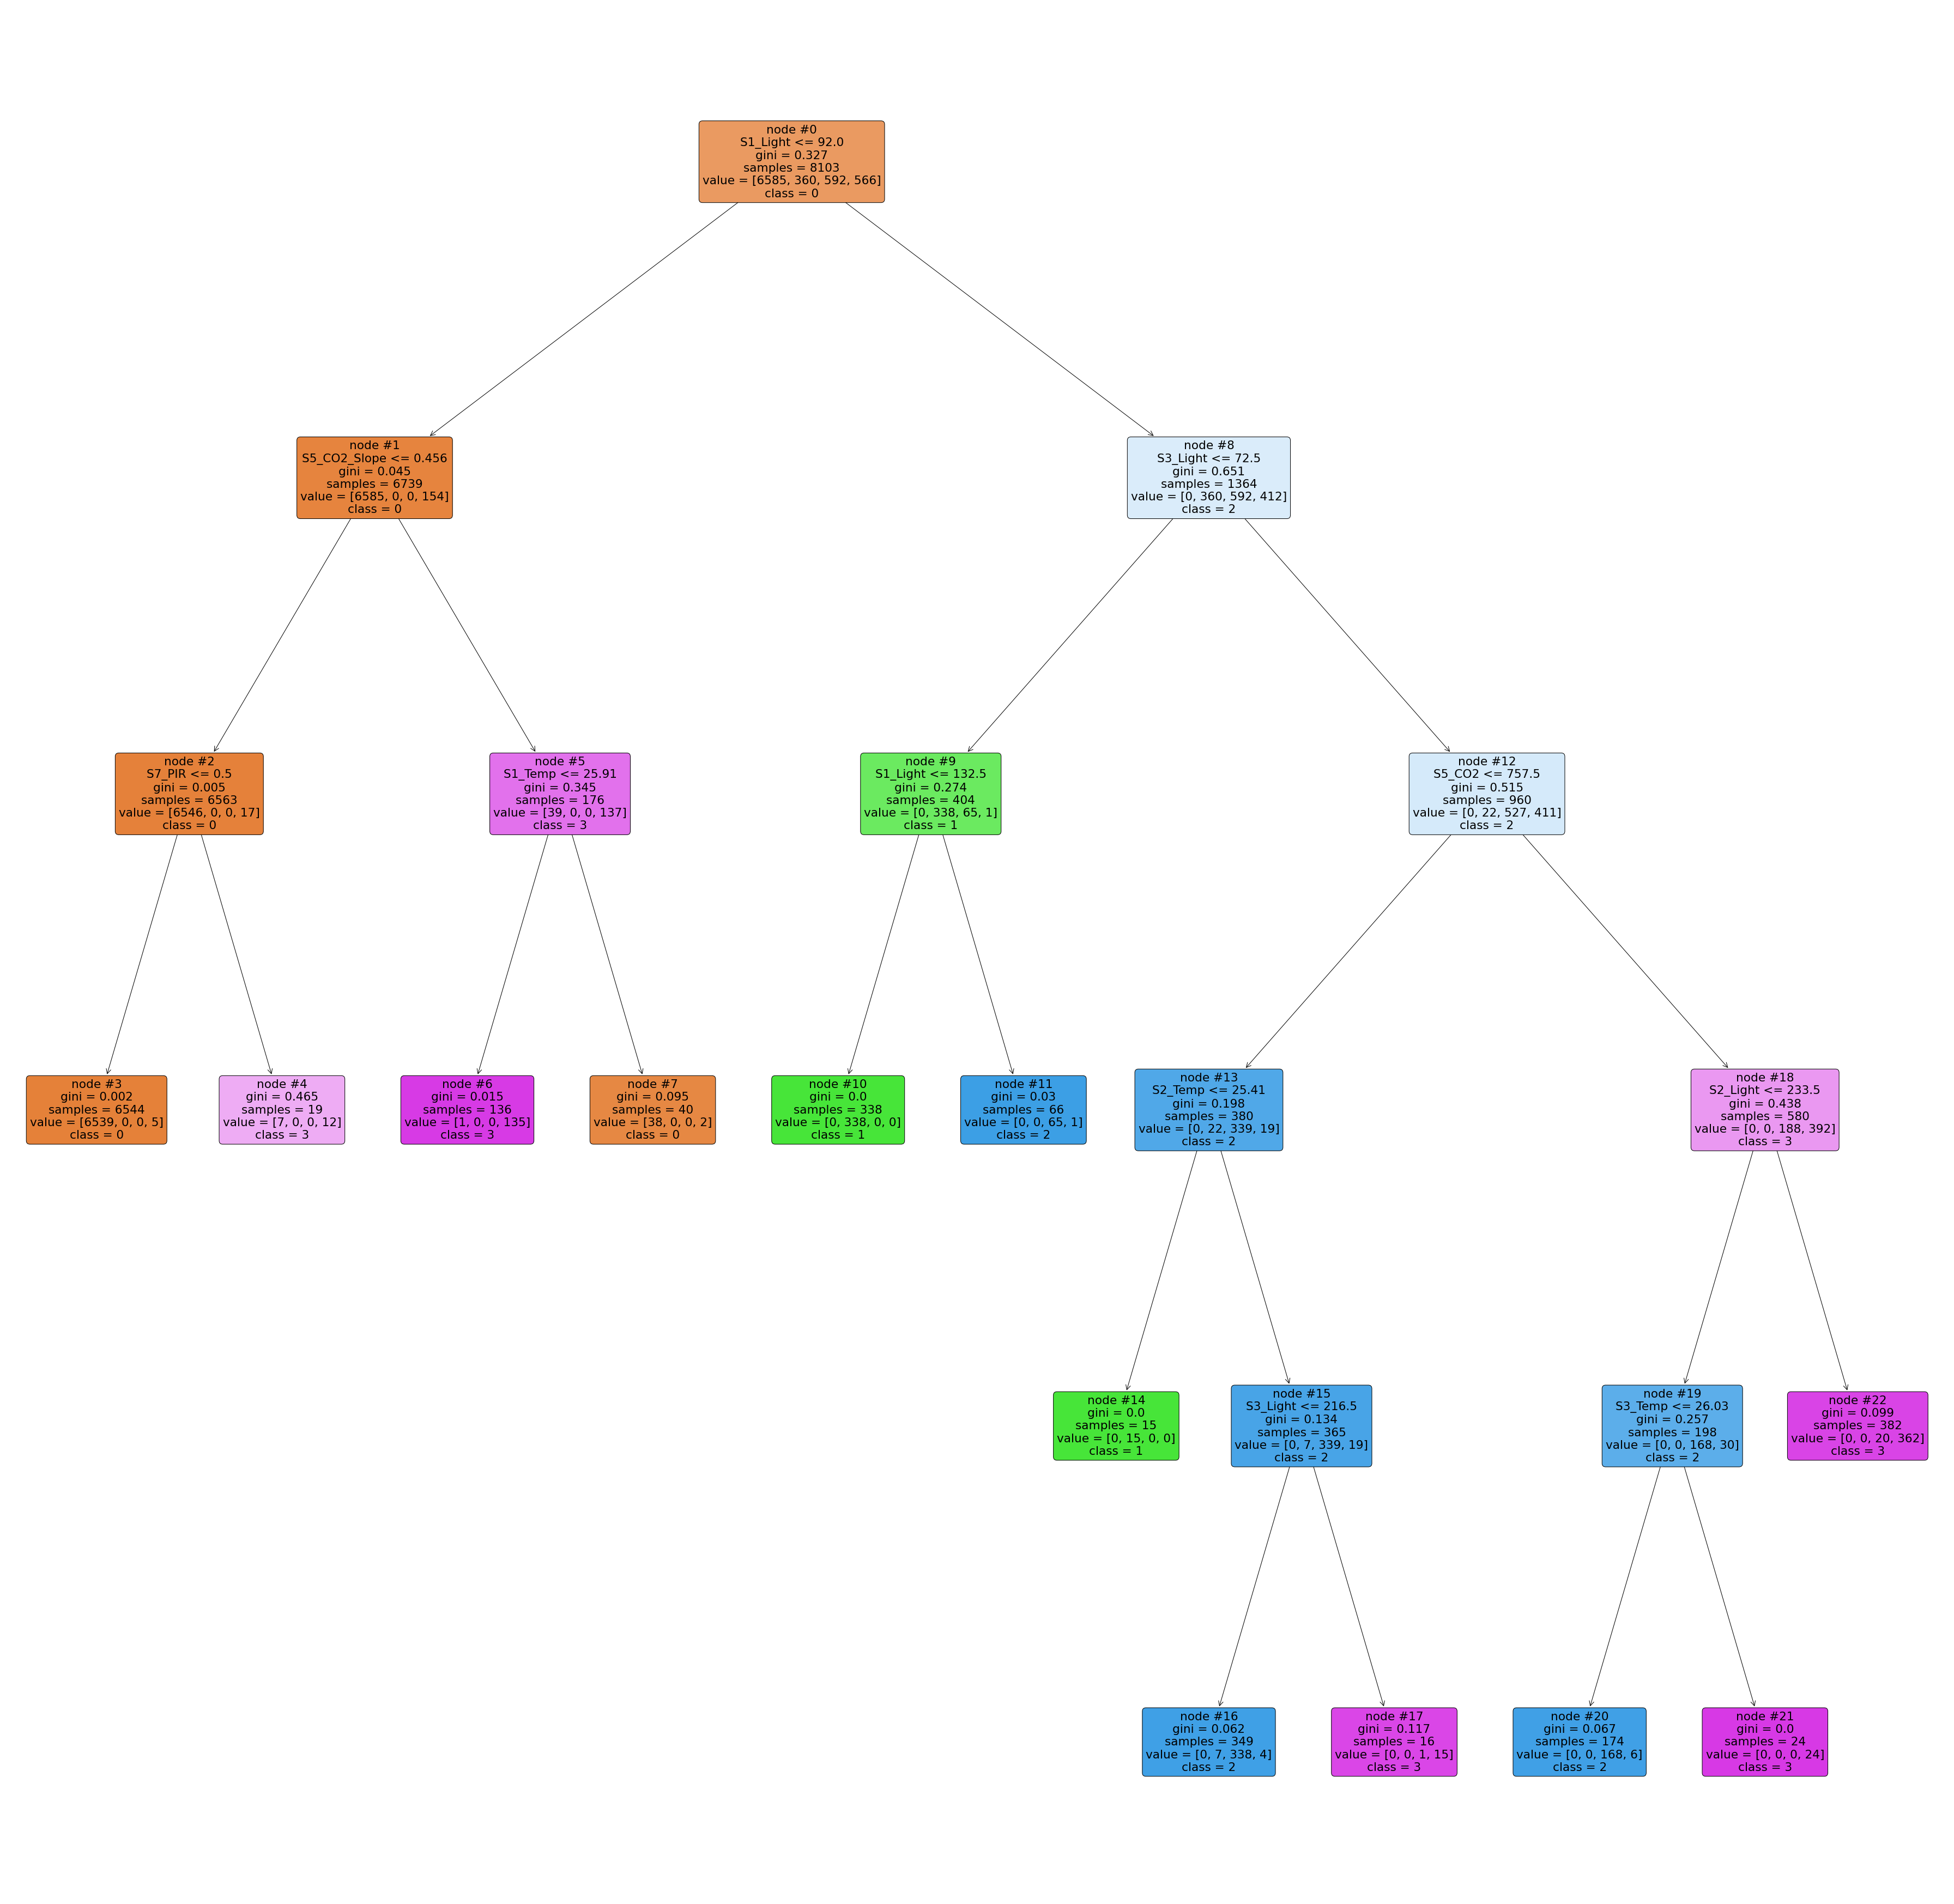 node #0
S1_Light <= 92.0
gini = 0.327
samples = 8103
value = [6585, 360, 592, 566]
class = 0
node #1
S5_CO2_Slope <= 0.456
gini = 0.045
samples = 6739
value = [6585, 0, 0, 154]
class = 0
node #8
S3_Light <= 72.5
gini = 0.651
samples = 1364
value = [0, 360, 592, 412]
class = 2
node #2
S7_PIR <= 0.5
gini = 0.005
samples = 6563
value = [6546, 0, 0, 17]
class = 0
node #5
S1_Temp <= 25.91
gini = 0.345
samples = 176
value = [39, 0, 0, 137]
class = 3
node #9
S1_Light <= 132.5
gini = 0.274
samples = 404
value = [0, 338, 65, 1]
class = 1
node #12
S5_CO2 <= 757.5
gini = 0.515
samples = 960
value = [0, 22, 527, 411]
class = 2
node #3
gini = 0.002
samples = 6544
value = [6539, 0, 0, 5]
class = 0
node #4
gini = 0.465
samples = 19
value = [7, 0, 0, 12]
class = 3
node #6
gini = 0.015
samples = 136
value = [1, 0, 0, 135]
class = 3
node #7
gini = 0.095
samples = 40
value = [38, 0, 0, 2]
class = 0
node #10
gini = 0.0
samples = 338
value = [0, 338, 0, 0]
class = 1
node #11
gini = 0.03
samples = 66
value = [0, 0, 65, 1]
class = 2
node #13
S2_Temp <= 25.41
gini = 0.198
samples = 380
value = [0, 22, 339, 19]
class = 2
node #18
S2_Light <= 233.5
gini = 0.438
samples = 580
value = [0, 0, 188, 392]
class = 3
node #14
gini = 0.0
samples = 15
value = [0, 15, 0, 0]
class = 1
node #15
S3_Light <= 216.5
gini = 0.134
samples = 365
value = [0, 7, 339, 19]
class = 2
node #19
S3_Temp <= 26.03
gini = 0.257
samples = 198
value = [0, 0, 168, 30]
class = 2
node #22
gini = 0.099
samples = 382
value = [0, 0, 20, 362]
class = 3
node #16
gini = 0.062
samples = 349
value = [0, 7, 338, 4]
class = 2
node #17
gini = 0.117
samples = 16
value = [0, 0, 1, 15]
class = 3
node #20
gini = 0.067
samples = 174
value = [0, 0, 168, 6]
class = 2
node #21
gini = 0.0
samples = 24
value = [0, 0, 0, 24]
class = 3